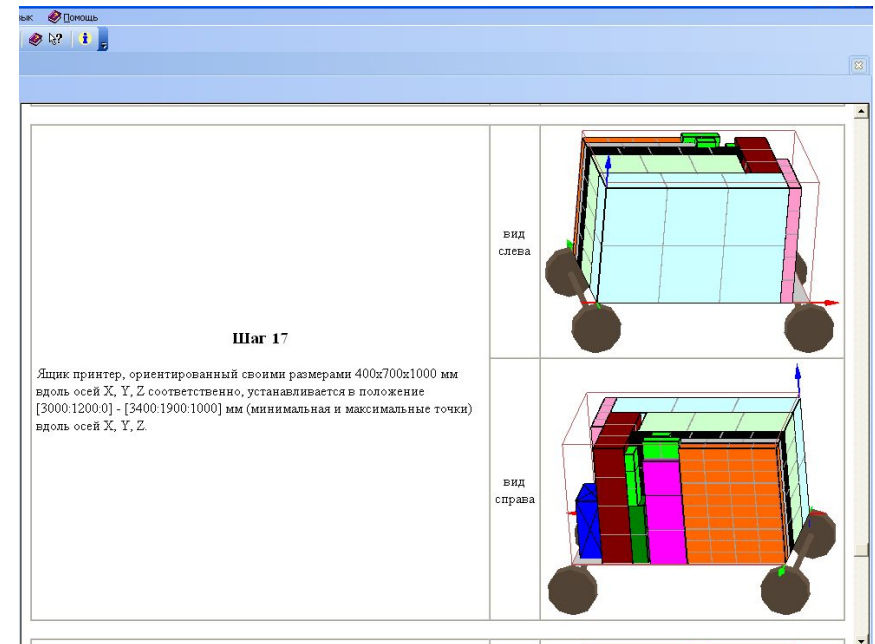 Помощь
вид
слева
Шаг 17
Ящик принтер, ориентированный своими размерами 400x700x1000 мм
вдоль осей X, Y, Z соответственно, устанавливается в положение
[3000:1200:0] - [3400:1900:1000] мм (минимальная и максимальные точки)
вдоль осей X, Y, Z.
вид
справа